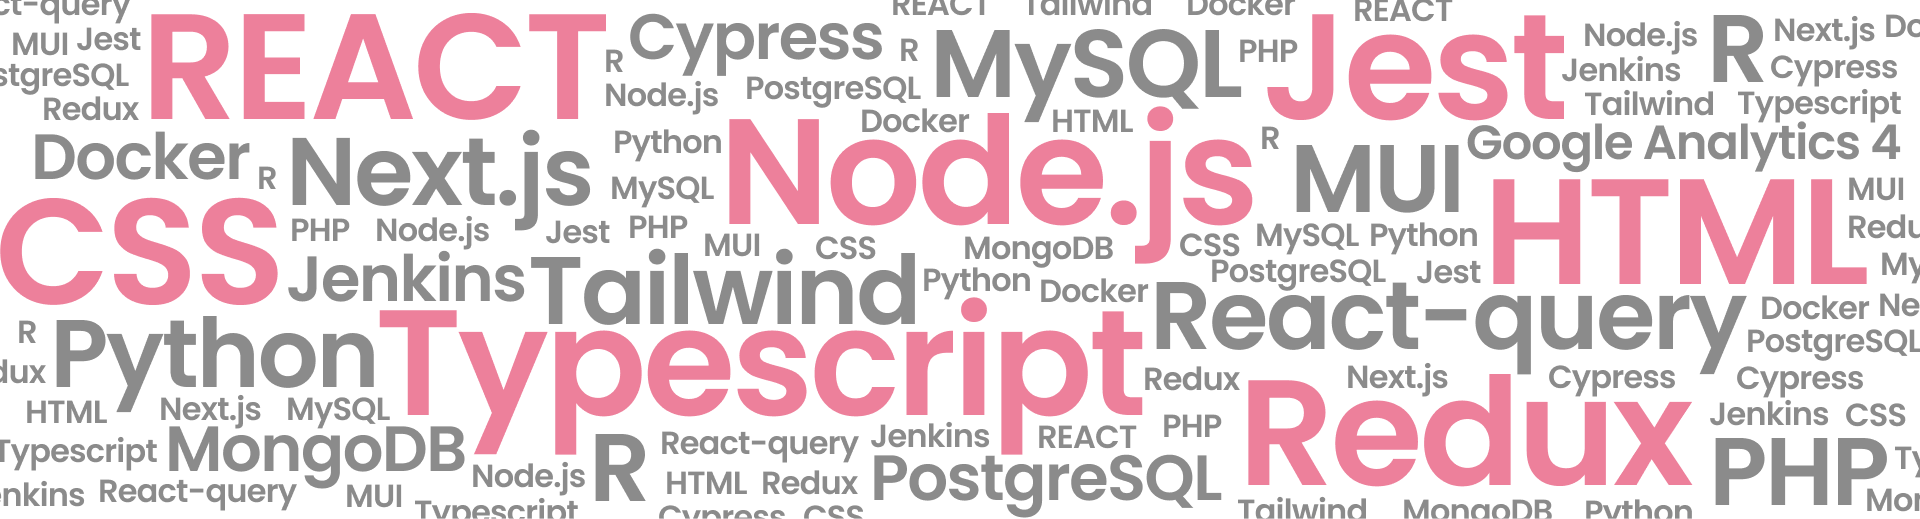 ct-query REACT Tailwind Docker REACT
MUI Jest REACT R Cypress R MySQL PHP Jest Node.js R Next.js Do
stgreSQL Node.js PostgreSQL Jenkins Cypress
Redux Docker HTML Tailwind Typescript
Docker R Next.js Python Node.js R MUI Google Analytics 4
MySQL HTML MUI
CSS PHP Node.js Jest PHP MUI CSS MongoDB CSS MySQL Python Redu
Jenkins Tailwind Python Docker PostgreSQL Jest My
R Python Typescript React-query Docker Ne
dux PostgreSQL
HTML Next.js MySQL Redux Redux Next.js Cypress Cypress
Typescript MongoDB R React-query Jenkins REACT PHP Jenkins CSS
enkins React-query MUI Node.js HTML Redux PostgreSQL PHP Ty
Typescript Cypress CSS Tailwind MongoDB Python Mon